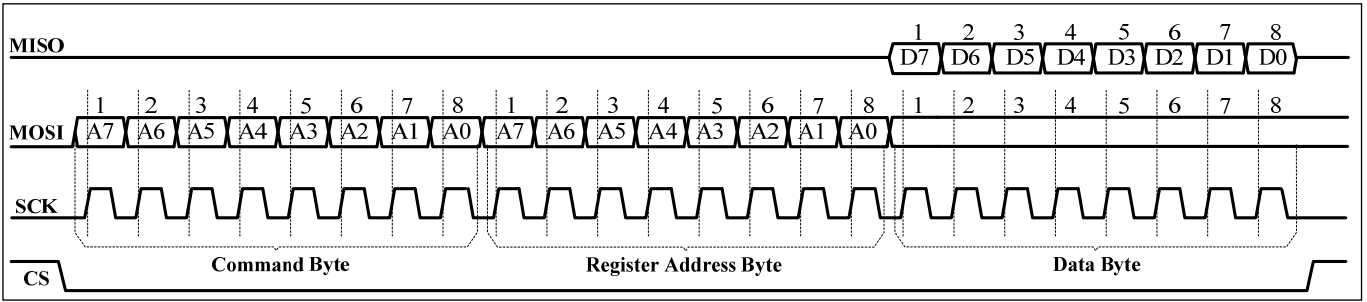 1 2 3 4 5 6 7 8
MISO D7 D6 D5 D4 D3 D2 D1 D0
1 2 3 4 5 6 7 8 1 2 3 4 5 6 7 8 1 2 3 4 5 6 7 8
MOSI A7 A6 A5 A4 A3 A2 A1 A0 A7 A6 A5 A4 A3 A2 A1 A0
SCK
Command Byte Register Address Byte Data Byte
CS